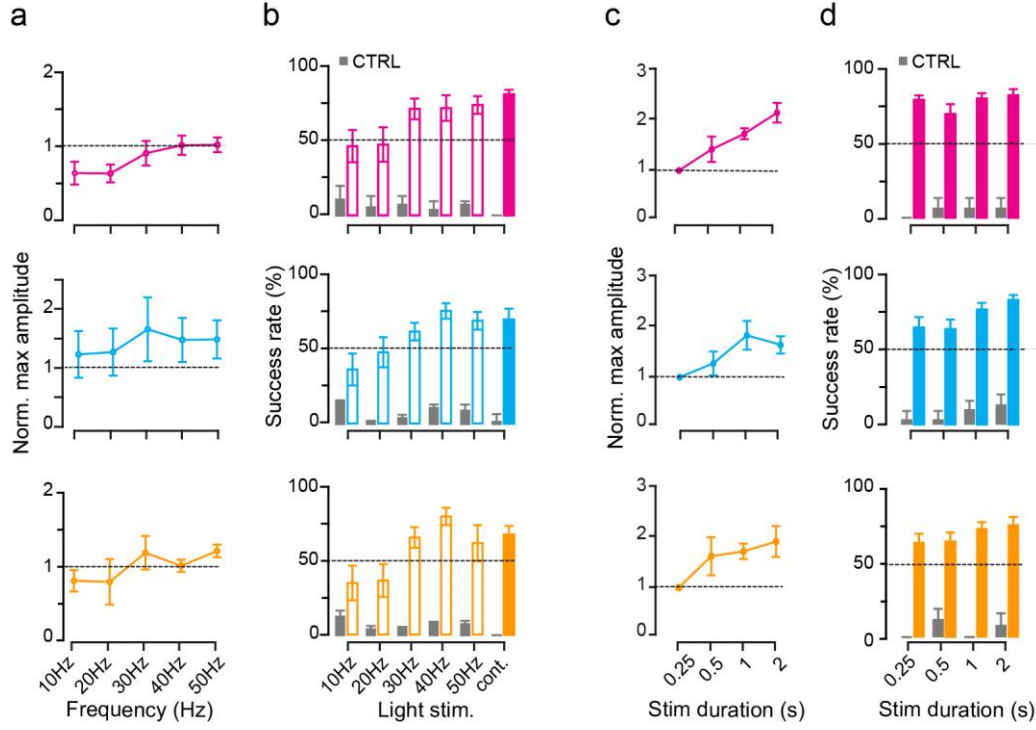 a
b
c
d
CTRL
CTRL
2
1
0
100
50
0
3
2
1
0
100
50
0
2
1
0
100
50
0
3
2
1
0
100
50
0
2
1
0
100
50
0
3
2
1
0
100
50
0
Norm. max amplitude
Success rate (%)
Norm. max amplitude
Success rate (%)
10Hz 20Hz 30Hz 40Hz 50Hz
10Hz 20Hz 30Hz 40Hz 50Hz cont.
0.25 0.5 1 2
0.25 0.5 1 2
Frequency (Hz)
Light stim.
Stim duration (s)
Stim duration (s)